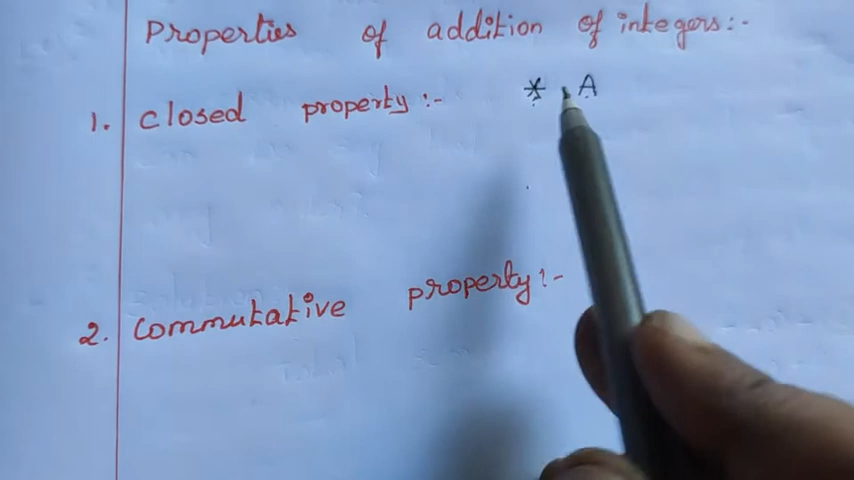 Properties of addition of integers:-
1. closed property:- * A
2. commutative property:-